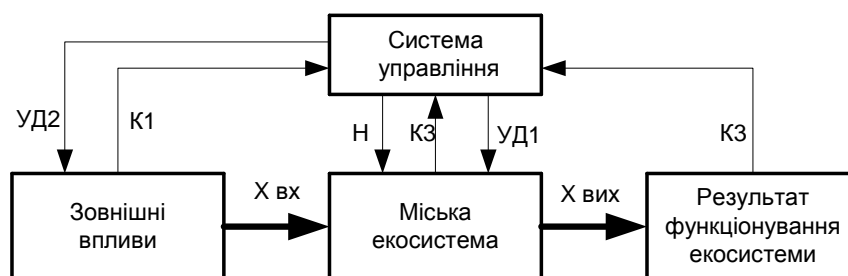 Система
управління
УД2
К1
Н
К3
УД1
К3
Х вх
Х вих
Зовнішні
впливи
Міська
екосистема
Результат
функціонування
екосистеми